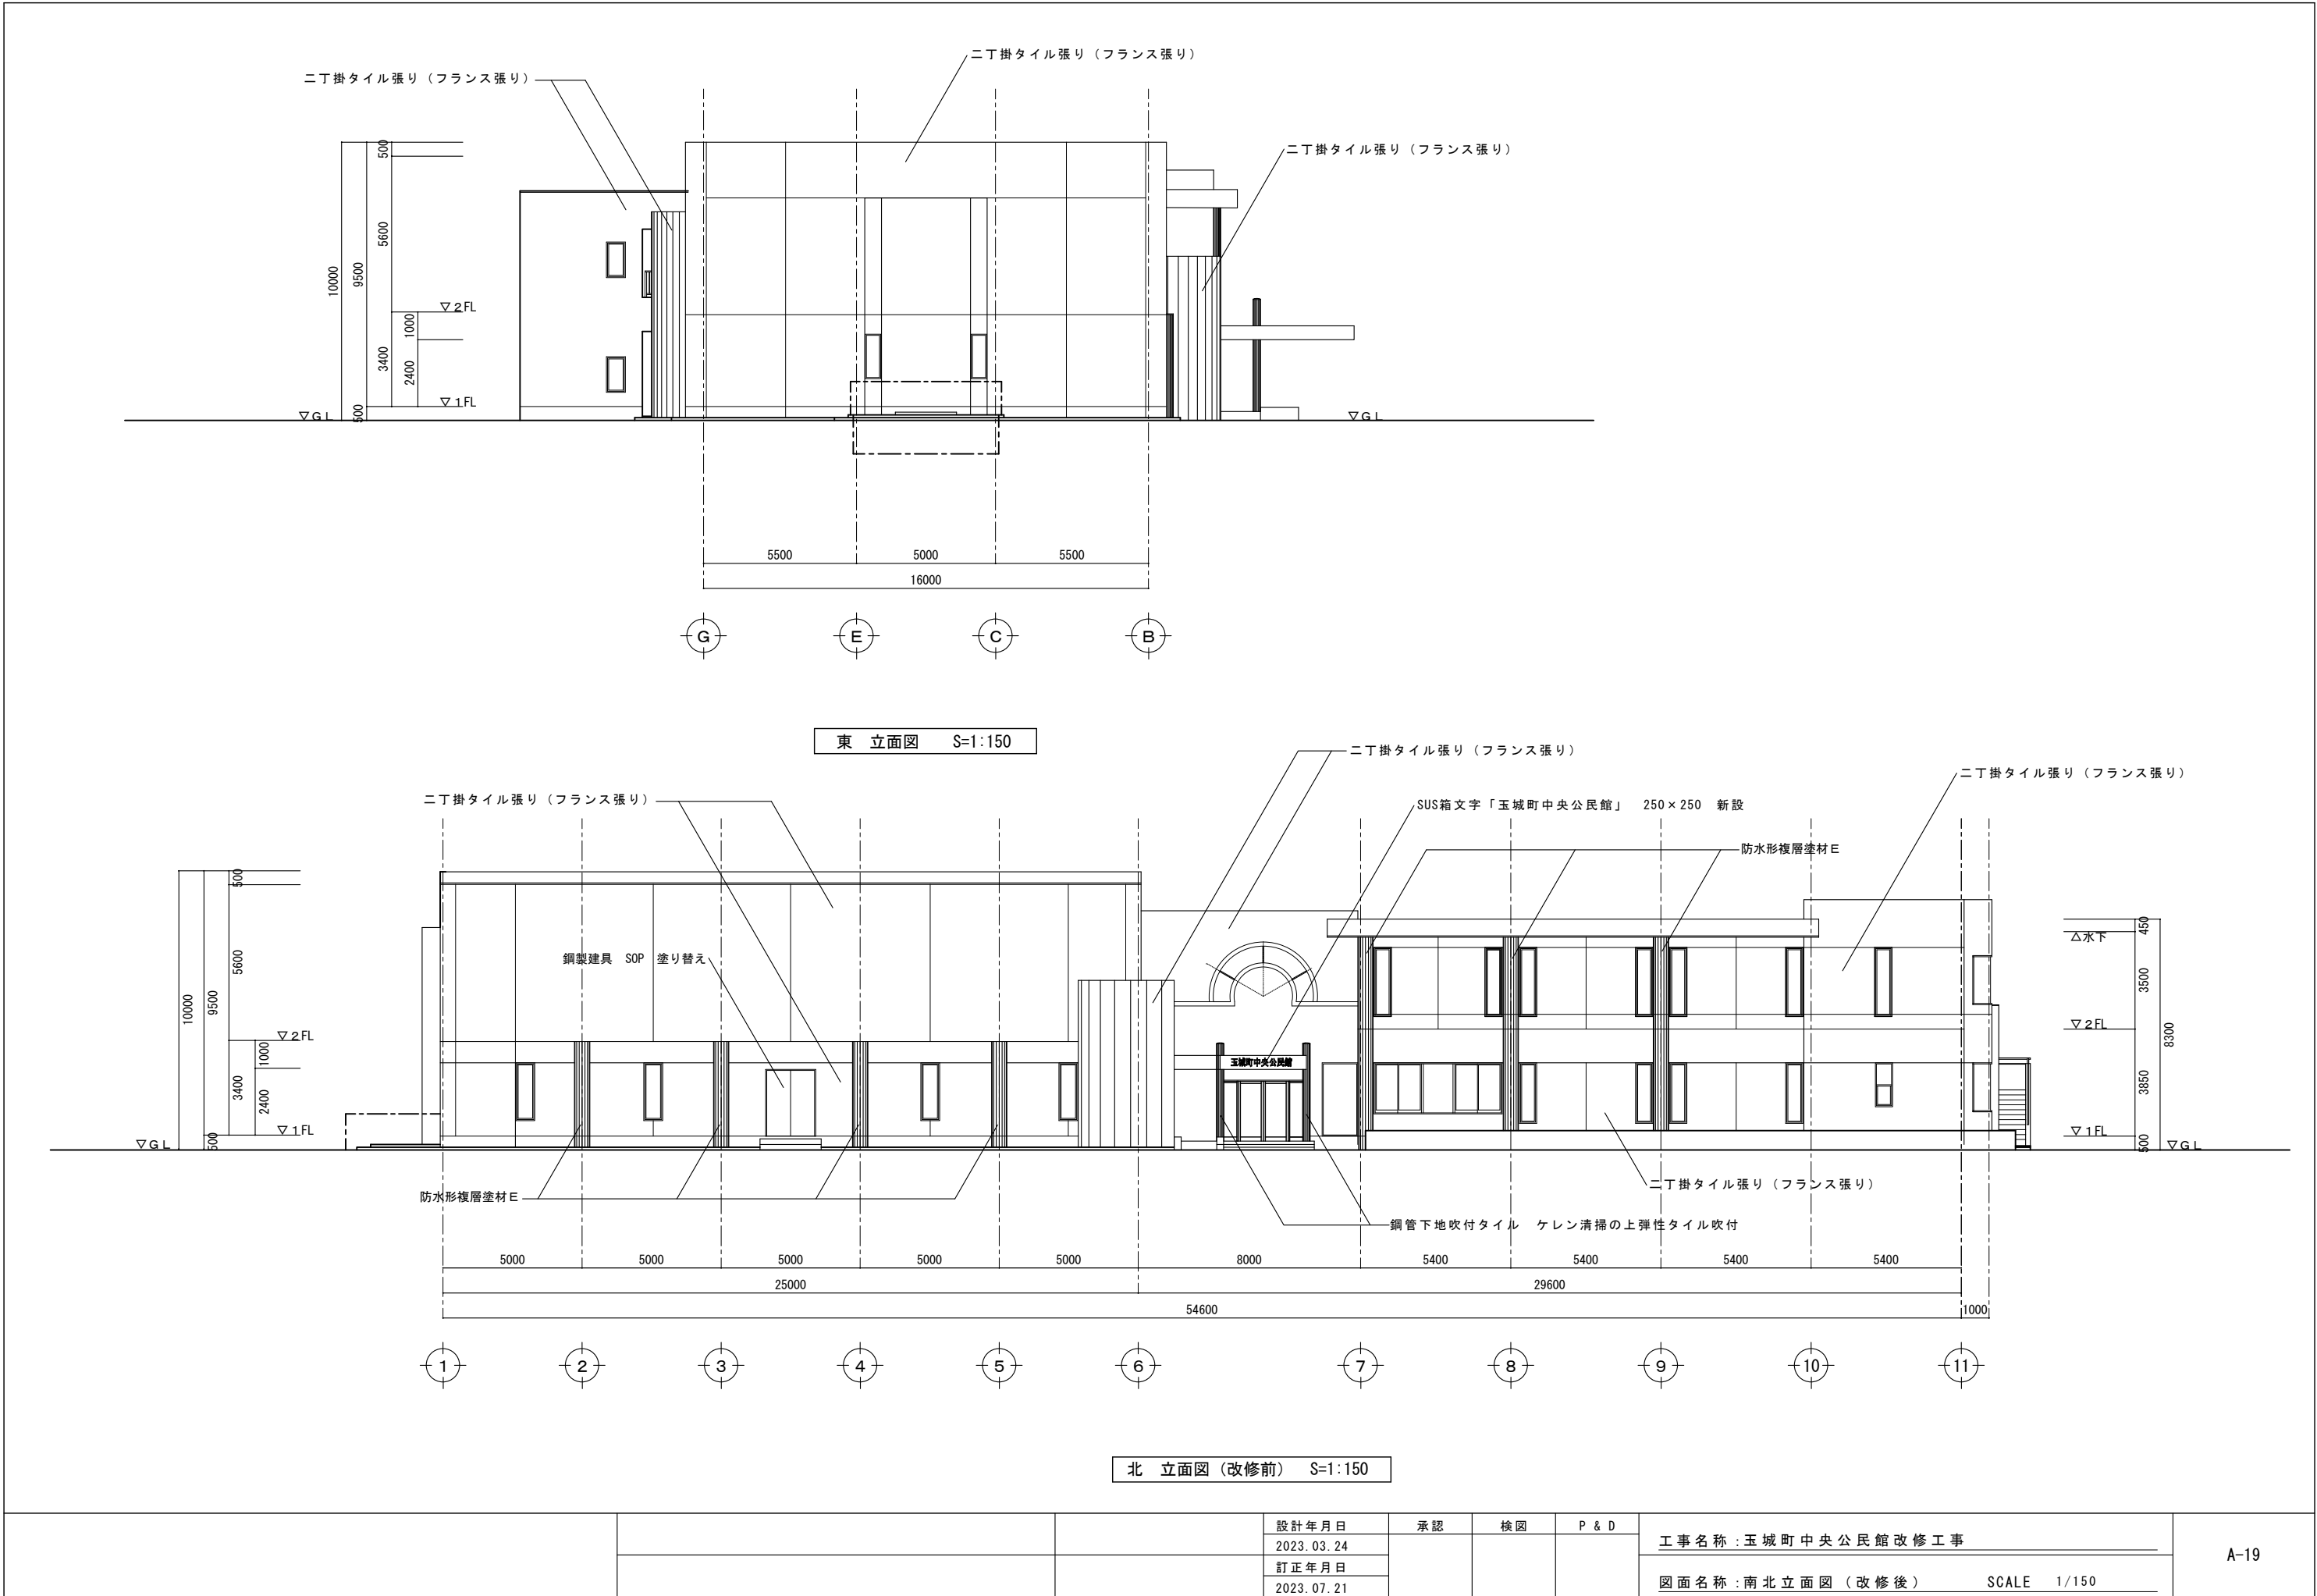 二丁掛タイル張り（フランス張り）
二丁掛タイル張り（フランス張り）
二丁掛タイル張り（フランス張り）
500
5600
10000
9500
▽2FL
1000
3400
2400
▽1FL
500
▽GL
▽GL
5500 5000 5500
16000
G E C B
東 立面図 S=1:150
二丁掛タイル張り（フランス張り）
二丁掛タイル張り（フランス張り）
二丁掛タイル張り（フランス張り）
SUS箱文字「玉城町中央公民館」 250×250 新設
防水形複層塗材E
鋼製建具 SOP 塗り替え
500
5600
10000
9500
▽2FL
1000
3400
2400
▽1FL
500
▽GL
玉城町中央公民館
450
△水下
3500
▽2FL
8300
3850
▽1FL
500
▽GL
防水形複層塗材E
二丁掛タイル張り（フランス張り）
鋼管下地吹付タイル ケレン清掃の上弾性タイル吹付
5000 5000 5000 5000 5000 8000 5400 5400 5400 5400
25000 29600
54600 1000
1 2 3 4 5 6 7 8 9 10 11
北 立面図（改修前） S=1:150
設計年月日 承認 検図 P & D
2023.03.24
訂正年月日
2023.07.21
工事名称:玉城町中央公民館改修工事
図面名称:南北立面図（改修後） SCALE 1/150
A-19